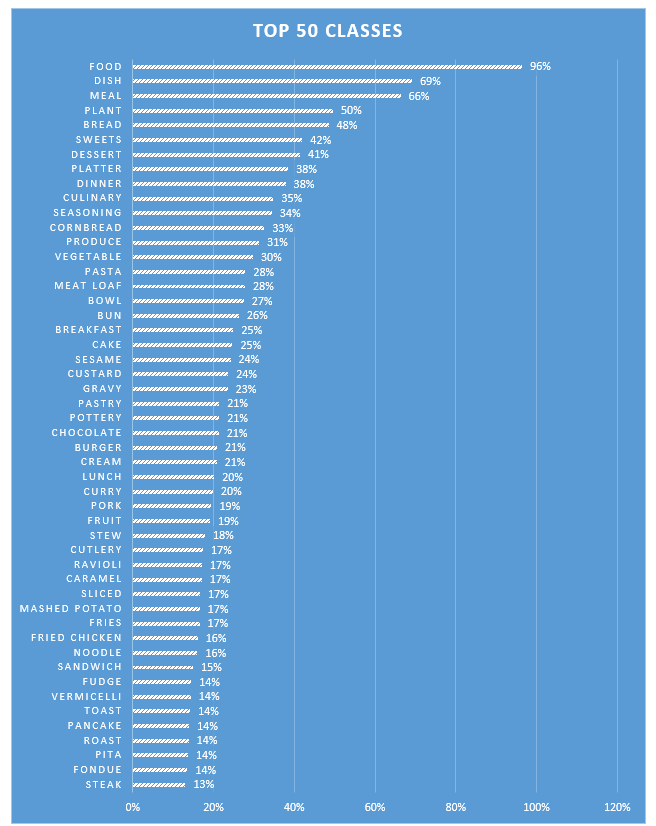 TOP 50 CLASSES
FOOD 96%
DISH 69%
MEAL 66%
PLANT 50%
BREAD 48%
SWEETS 42%
DESSERT 41%
PLATTER 38%
DINNER 38%
CULINARY 35%
SEASONING 34%
CORNBREAD 33%
PRODUCE 31%
VEGETABLE 30%
PASTA 28%
MEAT LOAF 28%
BOWL 27%
BUN 26%
BREAKFAST 25%
CAKE 25%
SESAME 24%
CUSTARD 24%
GRAVY 23%
PASTRY 21%
POTTERY 21%
CHOCOLATE 21%
BURGER 21%
CREAM 21%
LUNCH 20%
CURRY 20%
PORK 19%
FRUIT 19%
STEW 18%
CUTLERY 17%
RAVIOLI 17%
CARAMEL 17%
SLICED 17%
MASHED POTATO 17%
FRIES 17%
FRIED CHICKEN 16%
NOODLE 16%
SANDWICH 15%
FUDGE 14%
VERMICELLI 14%
TOAST 14%
PANCAKE 14%
ROAST 14%
PITA 14%
FONDUE 14%
STEAK 13%
0% 20% 40% 60% 80% 100% 120%